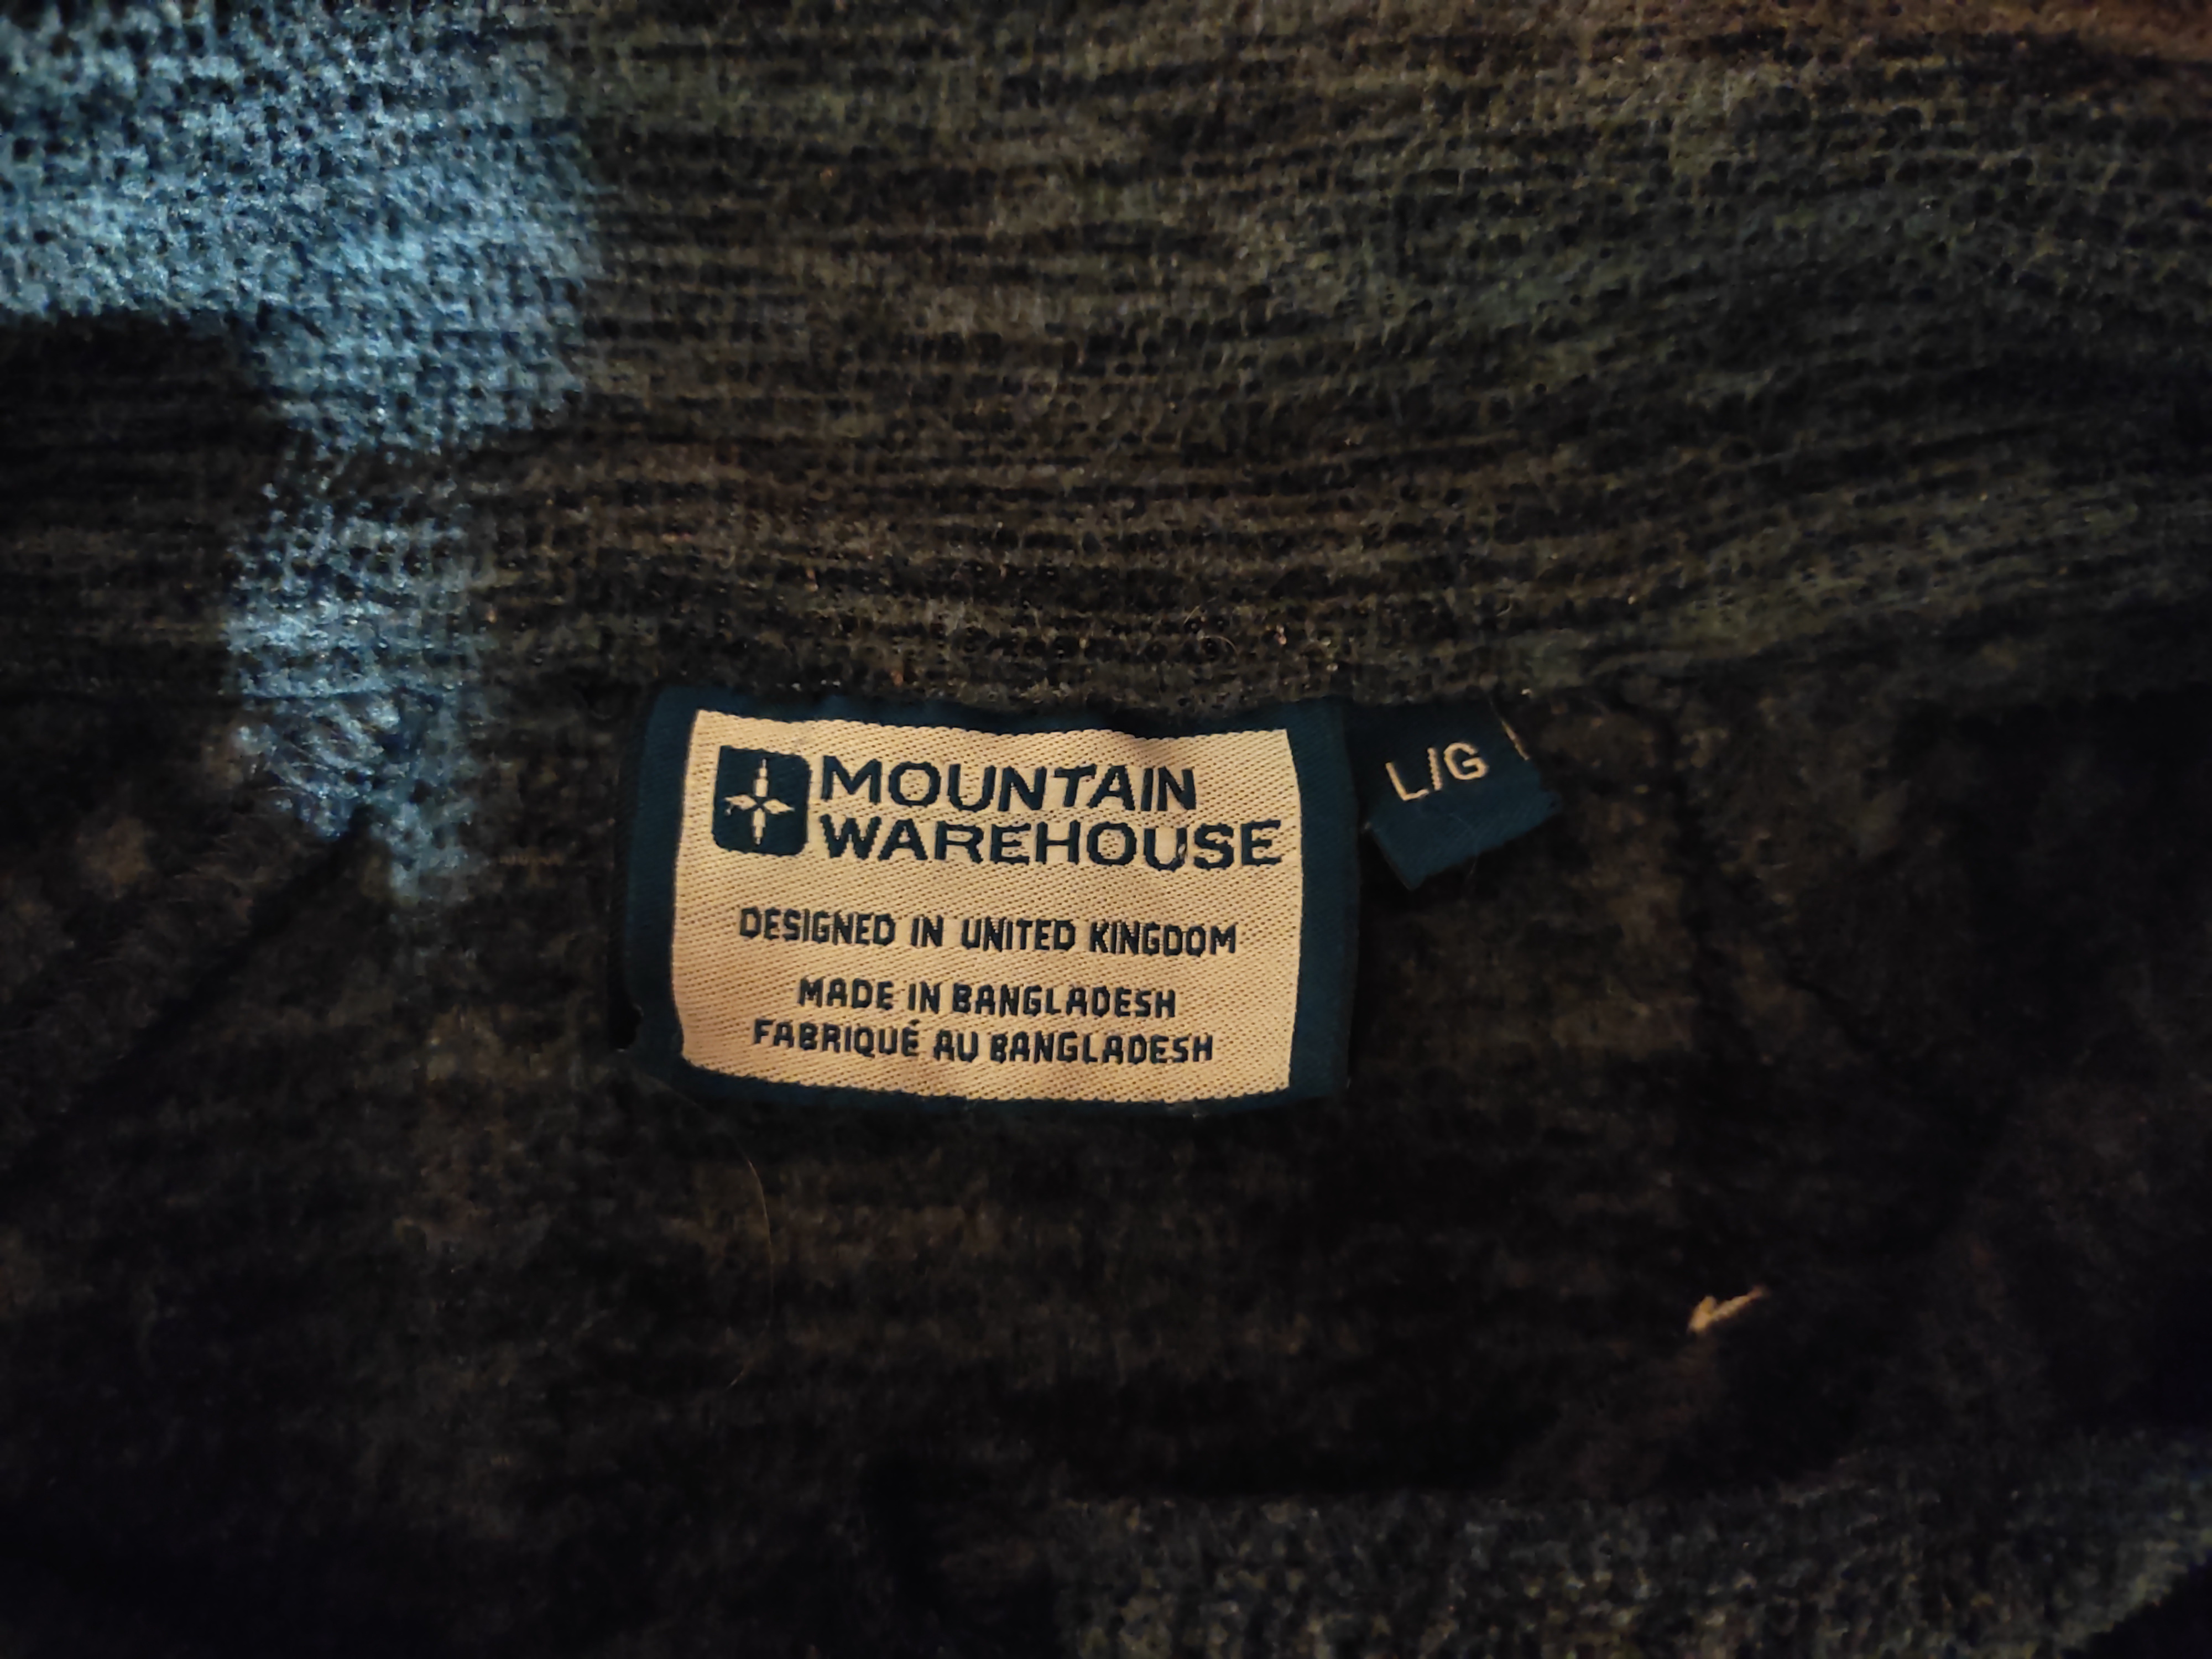 MOUNTAIN
WAREHOUSE
DESIGNED IN UNITED KINGDOM
MADE IN BANGLADESH
FABRIQUÉ AU BANGLADESH
L/G